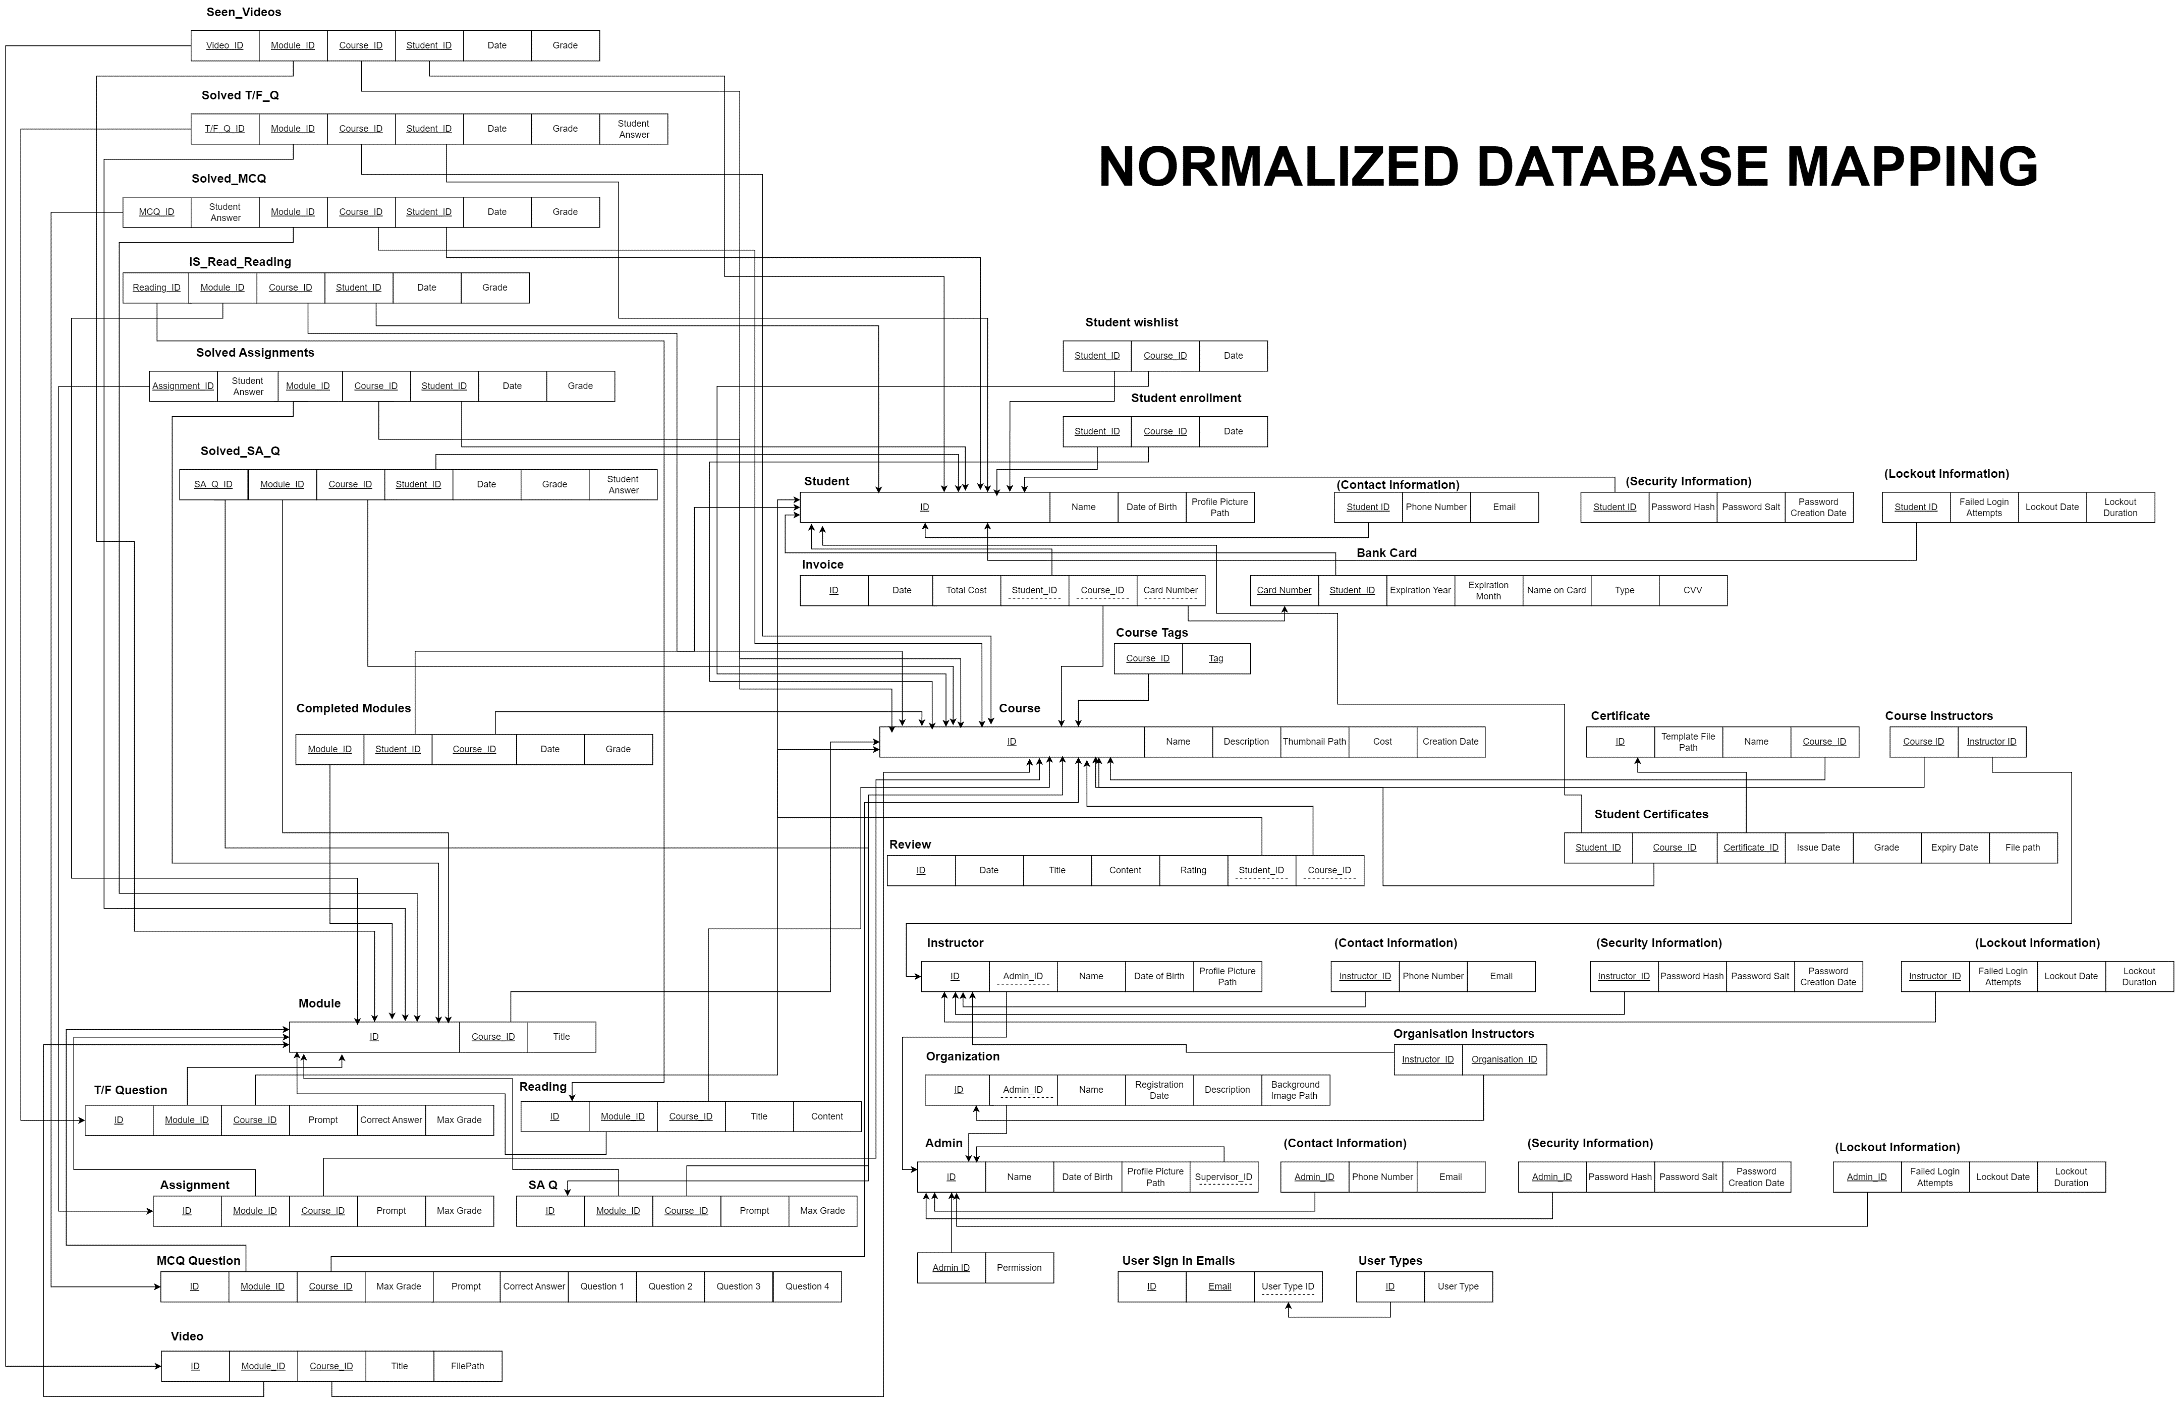 Seen_Videos
Video_ID Module_ID Course_ID Student_ID Date Grade
Solved T/F_Q
T/F_Q_ID Module_ID Course_ID Student_ID Date Grade Student Answer
NORMALIZED DATABASE MAPPING
Solved_MCQ
MCQ_ID Student Answer Module_ID Course_ID Student_ID Date Grade
IS_Read_Reading
Reading_ID Module_ID Course_ID Student_ID Date Grade
Student wishlist
Student_ID Course_ID Date
Solved Assignments
Assignment_ID Student Answer Module_ID Course_ID Student_ID Date Grade
Student enrollment
Student_ID Course_ID Date
Solved_SA_Q
SA_Q_ID Module_ID Course_ID Student_ID Date Grade Student Answer
Student
ID Name Date of Birth Profile Picture Path
(Contact Information)
Student ID Phone Number Email
(Security Information)
Student ID Password Hash Password Salt Password Creation Date
(Lockout Information)
Student ID Failed Login Attempts Lockout Date Lockout Duration
Invoice
ID Date Total Cost Student_ID Course_ID Card Number
Bank Card
Card Number Student_ID Expiration Year Expiration Month Name on Card Type CVV
Course Tags
Course_ID Tag
Completed Modules
Module_ID Student_ID Course_ID Date Grade
Course
ID Name Description Thumbnail Path Cost Creation Date
Certificate
ID Template File Path Name Course_ID
Course Instructors
Course ID Instructor ID
Student Certificates
Student_ID Course_ID Certificate_ID Issue Date Grade Expiry Date File path
Review
ID Date Title Content Rating Student_ID Course_ID
Instructor
ID Admin_ID Name Date of Birth Profile Picture Path
(Contact Information)
Instructor_ID Phone Number Email
(Security Information)
Instructor_ID Password Hash Password Salt Password Creation Date
(Lockout Information)
Instructor_ID Failed Login Attempts Lockout Date Lockout Duration
Module
ID Course_ID Title
Organisation Instructors
Instructor_ID Organisation_ID
Organization
ID Admin_ID Name Registration Date Description Background Image Path
T/F Question
ID Module_ID Course_ID Prompt Correct Answer Max Grade
Reading
ID Module_ID Course_ID Title Content
Admin
ID Name Date of Birth Profile Picture Path Supervisor_ID
(Contact Information)
Admin_ID Phone Number Email
(Security Information)
Admin_ID Password Hash Password Salt Password Creation Date
(Lockout Information)
Admin_ID Failed Login Attempts Lockout Date Lockout Duration
Assignment
ID Module_ID Course_ID Prompt Max Grade
SA Q
ID Module_ID Course_ID Prompt Max Grade
Admin ID Permission
MCQ Question
ID Module_ID Course_ID Max Grade Prompt Correct Answer Question 1 Question 2 Question 3 Question 4
User Sign In Emails
ID Email User Type ID
User Types
ID User Type
Video
ID Module_ID Course_ID Title FilePath